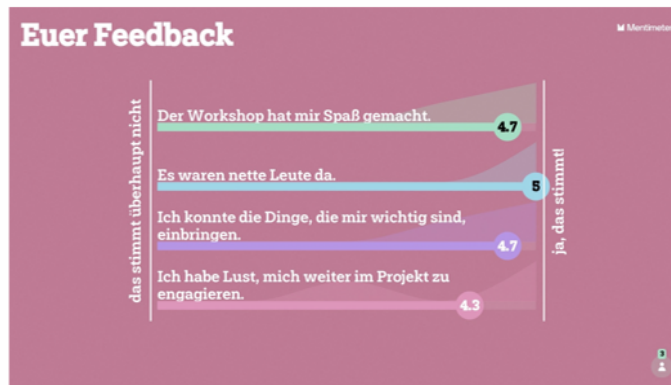 Euer Feedback
Mentimeter
das stimmt überhaupt nicht
Der Workshop hat mir Spaß gemacht.
4.7
Es waren nette Leute da.
5
Ich konnte die Dinge, die mir wichtig sind,
einbringen.
4.7
Ich habe Lust, mich weiter im Projekt zu
engagieren.
4.3
ja, das stimmt!
3